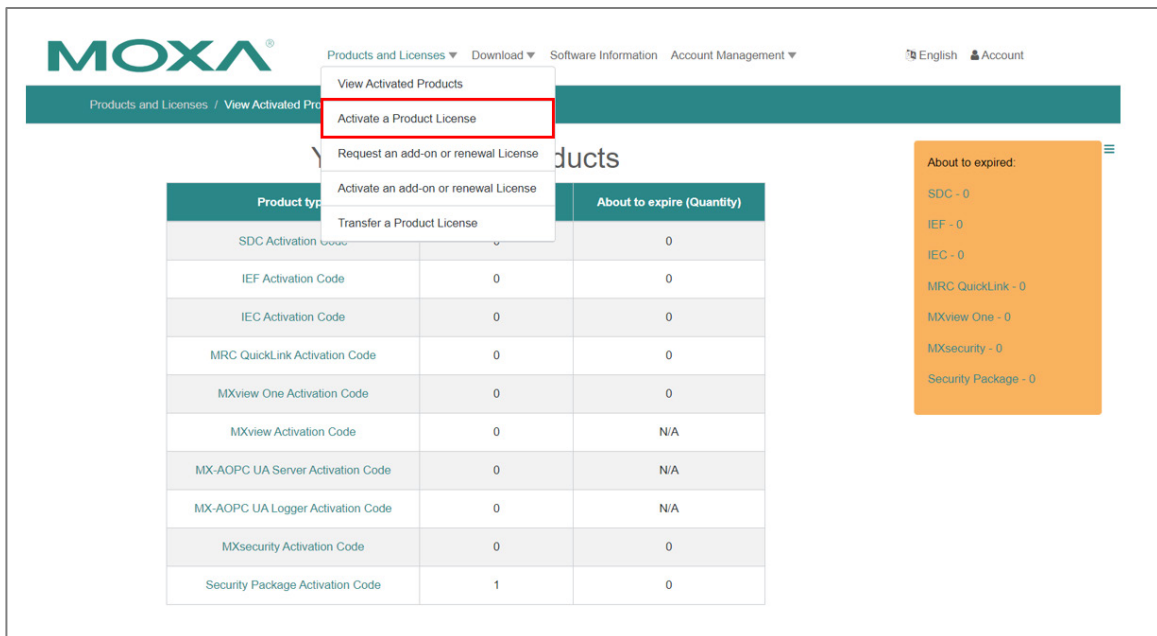 MOXA®
Products and Licenses ▼ Download ▼ Software Information Account Management ▼ English Account
Products and Licenses / View Activated Pro
View Activated Products
Activate a Product License
Request an add-on or renewal License
Activate an add-on or renewal License
Transfer a Product License
Y ducts
Product typ About to expire (Quantity)
SDC Activation 0 0
IEF Activation Code 0 0
IEC Activation Code 0 0
MRC QuickLink Activation Code 0 0
MXview One Activation Code 0 0
MXview Activation Code 0 N/A
MX-AOPC UA Server Activation Code 0 N/A
MX-AOPC UA Logger Activation Code 0 N/A
MXsecurity Activation Code 0 0
Security Package Activation Code 1 0
About to expired:
SDC - 0
IEF - 0
IEC - 0
MRC QuickLink - 0
MXview One - 0
MXsecurity - 0
Security Package - 0